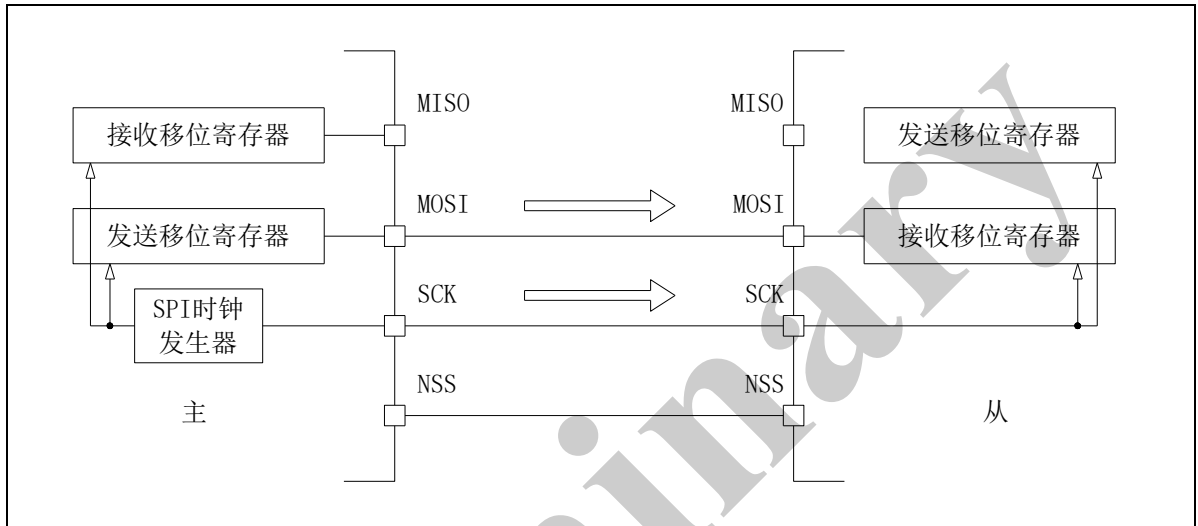 MISO
MISO
接收移位寄存器
发送移位寄存器
MOSI
MOSI
发送移位寄存器
接收移位寄存器
SCK
SCK
SPI时钟
发生器
NSS
NSS
主
从
inary